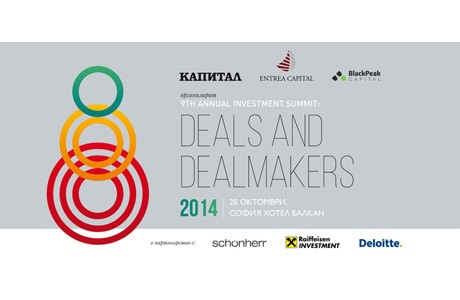 КАПИТАЛ ENTREA CAPITAL BlackPeak CAPITAL
организират
9TH ANNUAL INVESTMENT SUMMIT:
DEALS AND
DEALMAKERS
2014 28 ОКТОМВРИ,
СОФИЯ ХОТЕЛ БАЛКАН
в партньорство с: schonherr Raiffeisen INVESTMENT Deloitte.